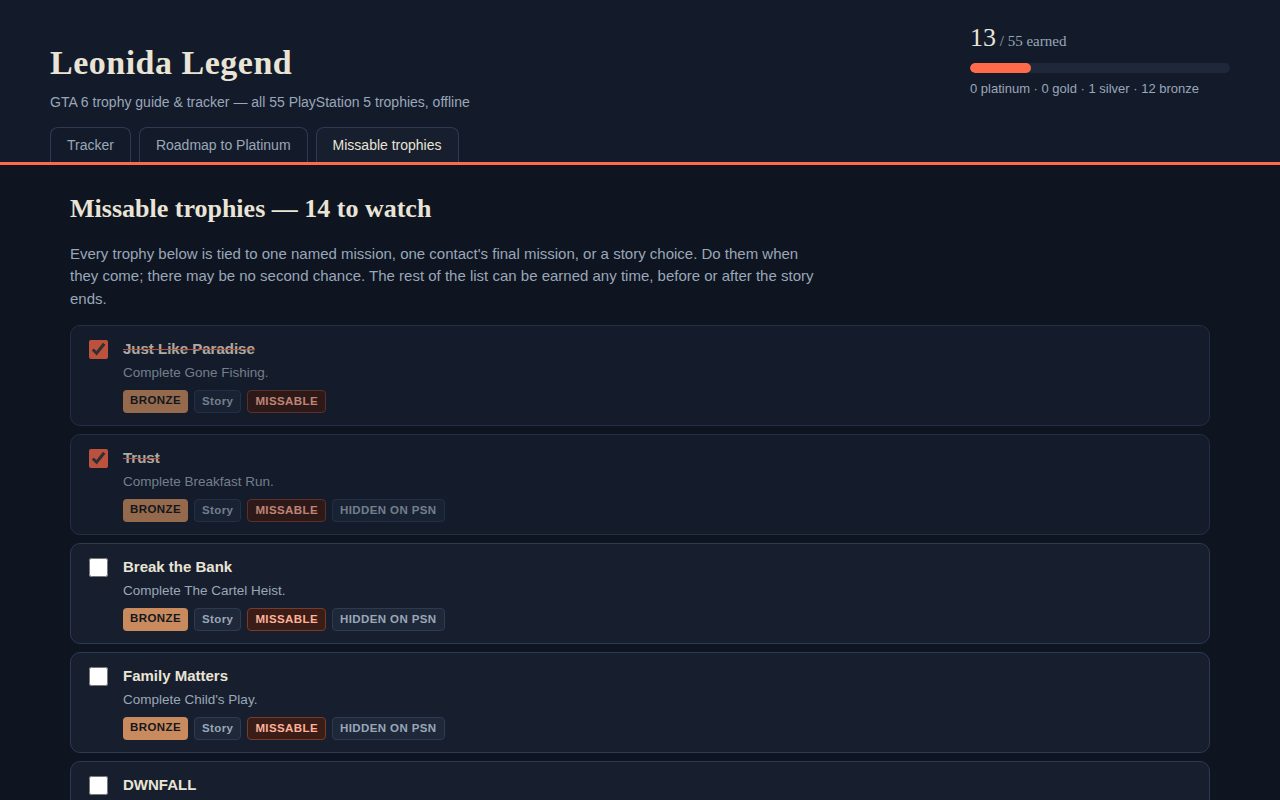 Leonida Legend
GTA 6 trophy guide & tracker — all 55 PlayStation 5 trophies, offline
13 / 55 earned
0 platinum · 0 gold · 1 silver · 12 bronze
Tracker
Roadmap to Platinum
Missable trophies
Missable trophies — 14 to watch
Every trophy below is tied to one named mission, one contact's final mission, or a story choice. Do them when
they come; there may be no second chance. The rest of the list can be earned any time, before or after the story
ends.
Just Like Paradise
Complete Gone Fishing.
BRONZE Story MISSABLE
Trust
Complete Breakfast Run.
BRONZE Story MISSABLE HIDDEN ON PSN
Break the Bank
Complete The Cartel Heist.
BRONZE Story MISSABLE HIDDEN ON PSN
Family Matters
Complete Child's Play.
BRONZE Story MISSABLE HIDDEN ON PSN
DWNFALL